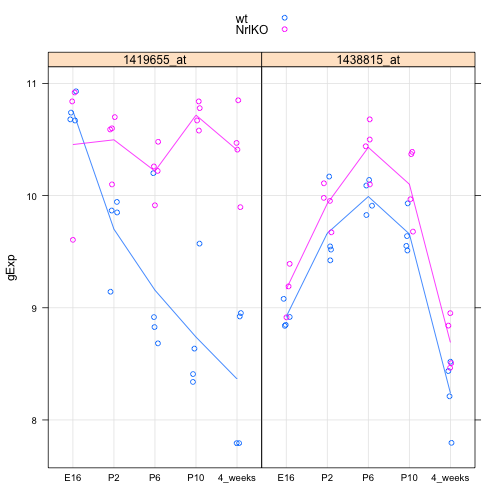 wt
NrlKO
1419655_at
1438815_at
gExp
11
10
9
8
E16
P2
P6
P10
4_weeks
E16
P2
P6
P10
4_weeks